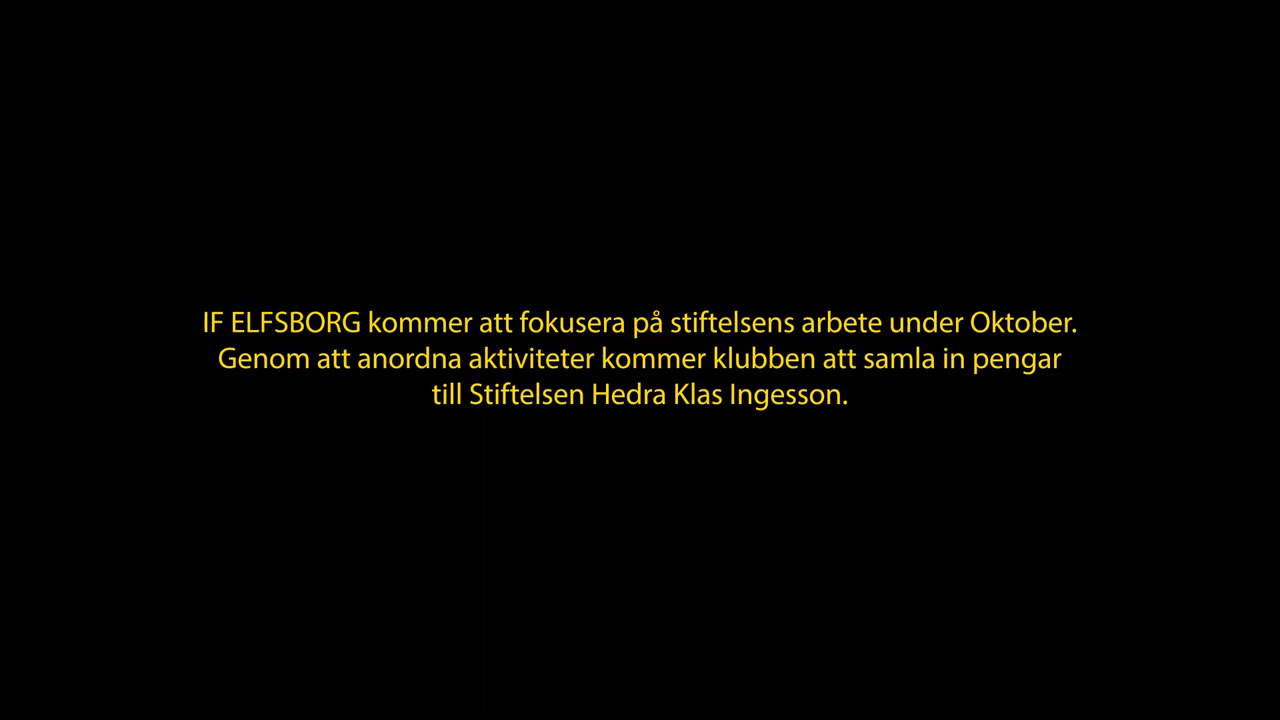 IF ELFSBORG kommer att fokusera på stiftelsens arbete under Oktober.
Genom att anordna aktiviteter kommer klubben att samla in pengar
till Stiftelsen Hedra Klas Ingesson.